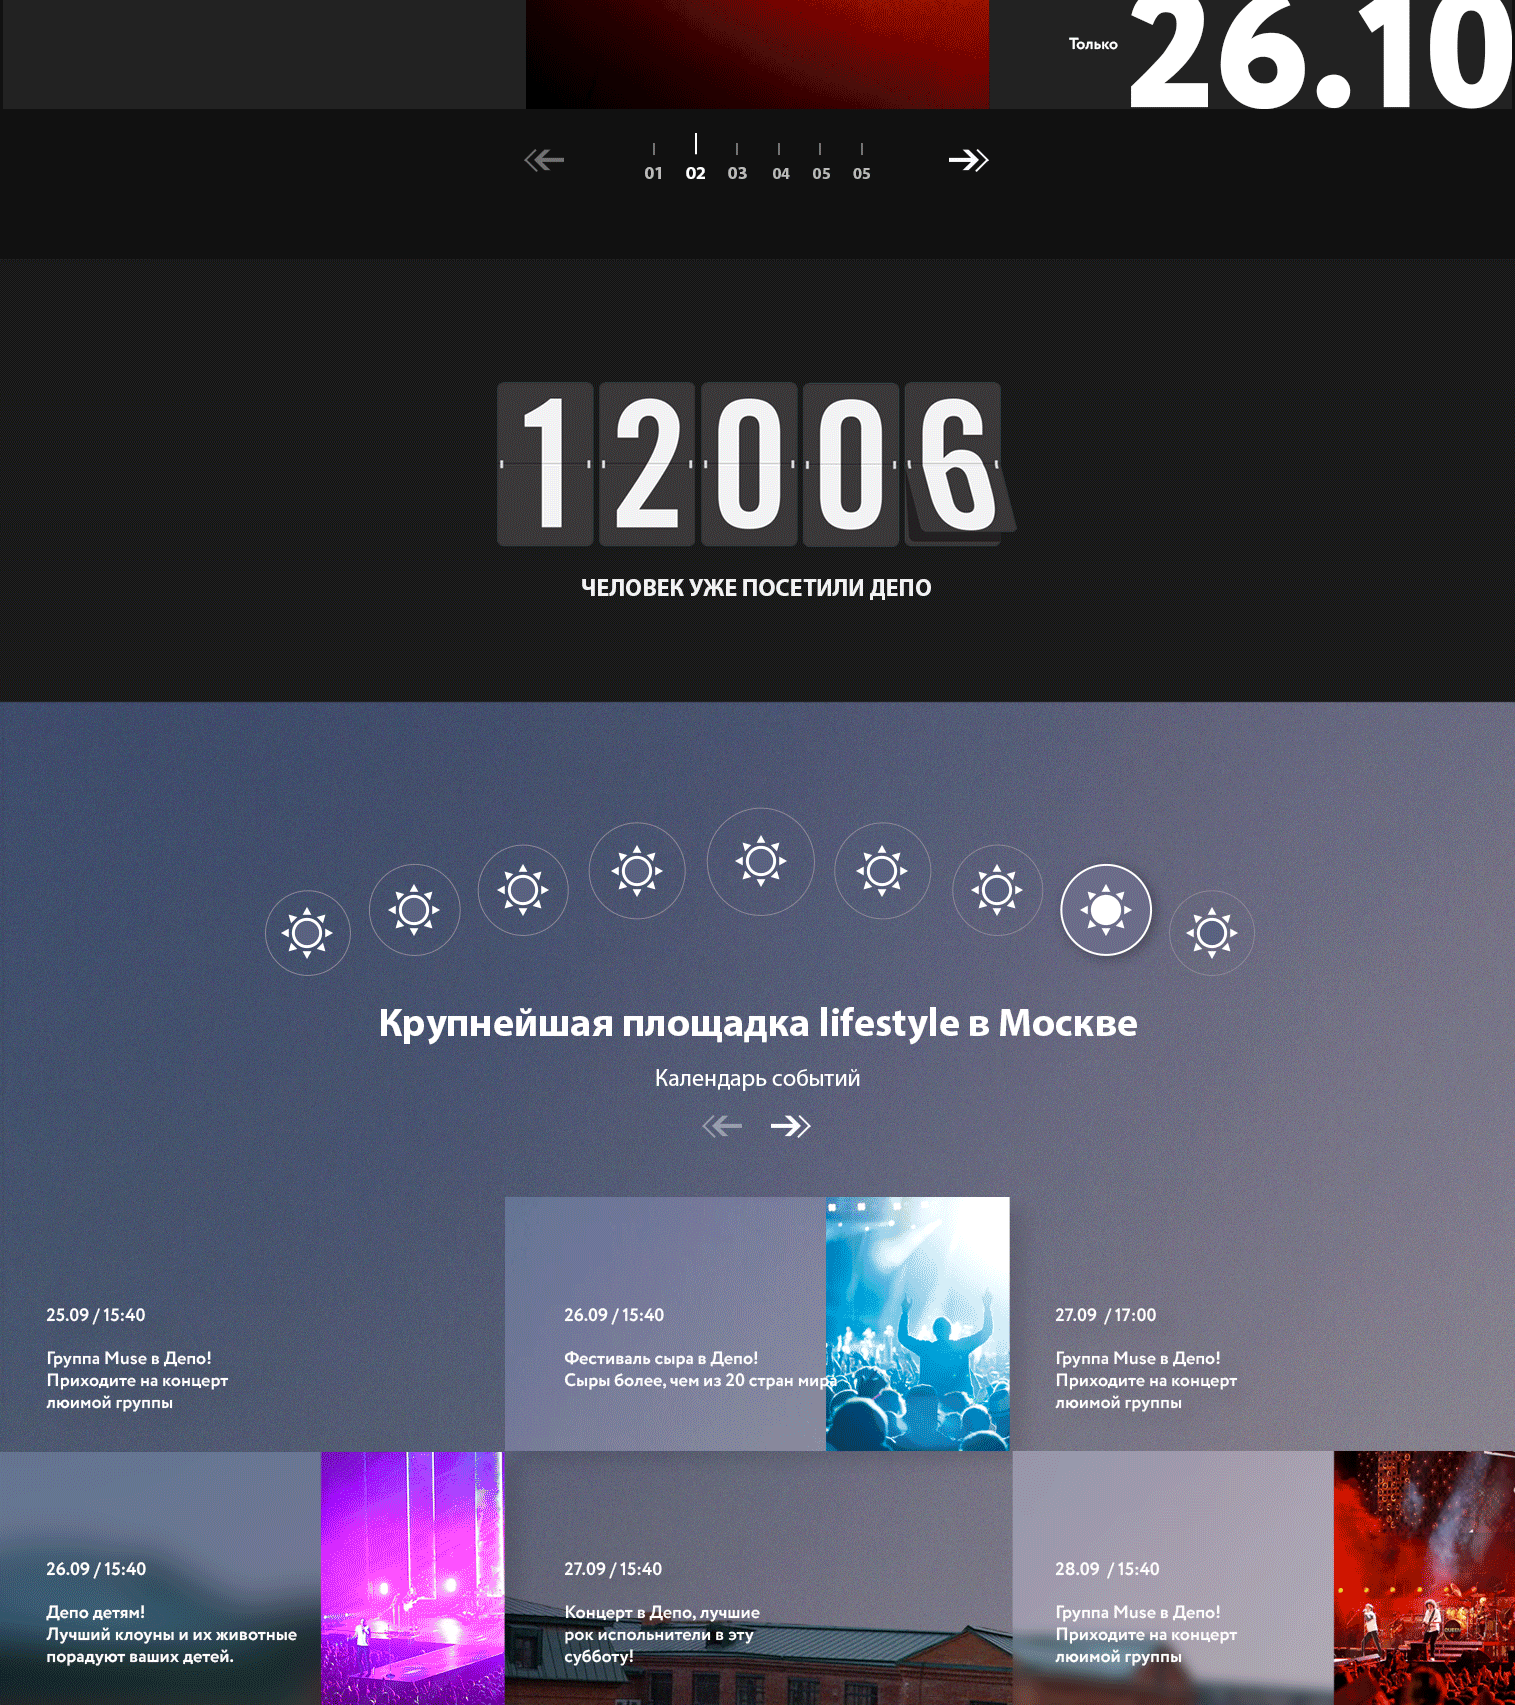 Только
26.10
01 02 03 04 05 05
12006
ЧЕЛОВЕК УЖЕ ПОСЕТИЛИ ДЕПО
Крупнейшая площадка lifestyle в Москве
Календарь событий
25.09 / 15:40
Группа Muse в Депо!
Приходите на концерт
люимой группы
26.09 / 15:40
Фестиваль сыра в Депо!
Сыры более, чем из 20 стран мира
27.09 / 17:00
Группа Muse в Депо!
Приходите на концерт
люимой группы
26.09 / 15:40
Депо детям!
Лучший клоуны и их животные
порадуют ваших детей.
27.09 / 15:40
Концерт в Депо, лучшие
рок испольнители в эту
субботу!
28.09 / 15:40
Группа Muse в Депо!
Приходите на концерт
люимой группы
QUEEN